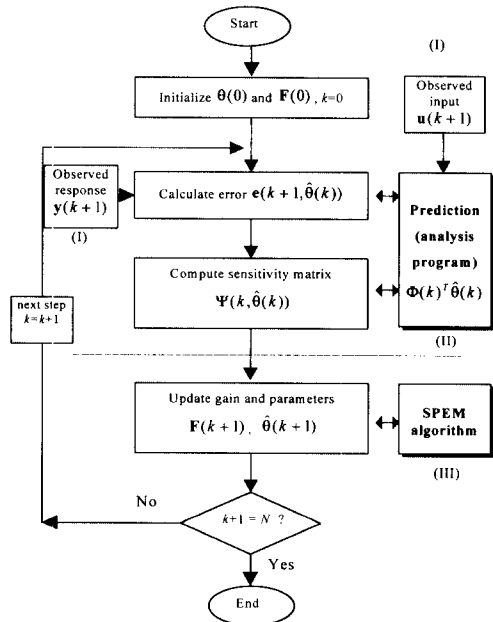 Start
(I)
Initialize θ(0) and F(0) , k=0
Observed
input
u(k+1)
Observed
response
y(k+1)
(I)
Calculate error e(k+1,θ̂(k))
Prediction
(analysis
program)
Φ(k)ᵀθ̂(k)
(II)
Compute sensitivity matrix
Ψ(k,θ̂(k))
next step
k=k+1
Update gain and parameters
F(k+1), θ̂(k+1)
SPEM
algorithm
(III)
No
k+1 = N ?
Yes
End